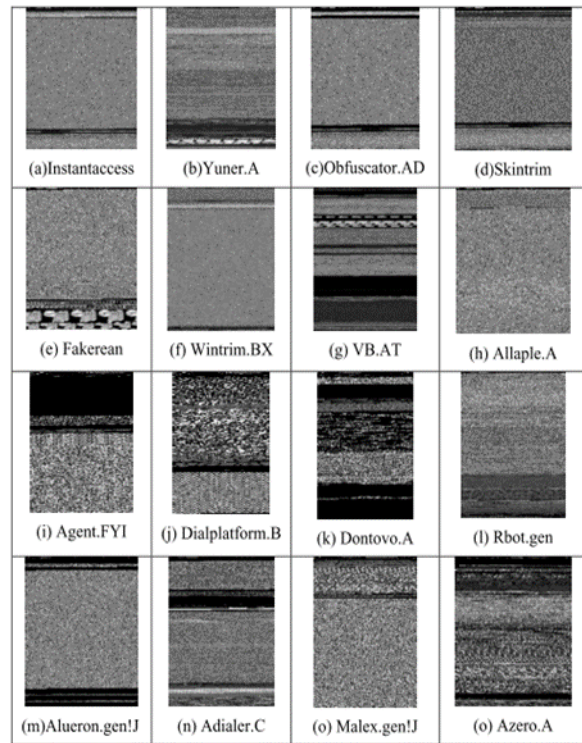 (a)Instantaccess
(b)Yuner.A
(c)Obfuscator.AD
(d)Skintrim
(e) Fakerean
(f) Wintrim.BX
(g) VB.AT
(h) Allaple.A
(i) Agent.FYI
(j) Dialplatform.B
(k) Dontovo.A
(l) Rbot.gen
(m)Alueron.gen!J
(n) Adialer.C
(o) Malex.gen!J
(o) Azero.A